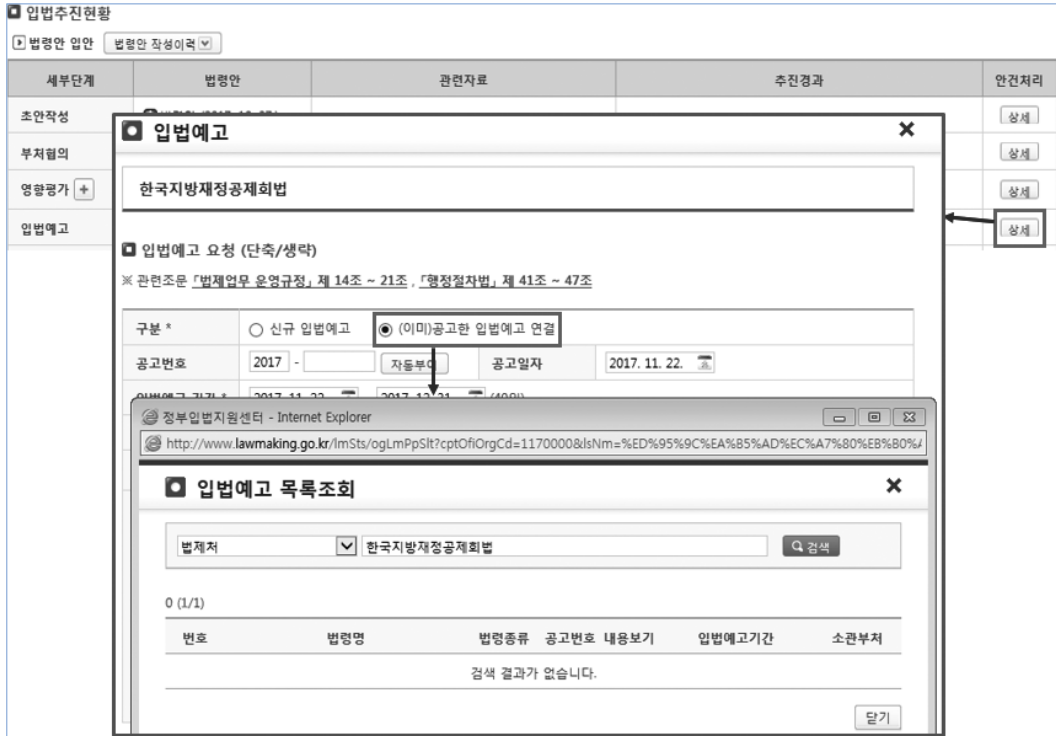 입법추진현황
법령안 입안 법령안 작성이력
세부단계 법령안 관련자료 추진경과 안건처리
초안작성 상세
부처협의 상세
영향평가 + 상세
입법예고 상세
입법예고
한국지방재정공제회법
입법예고 요청 (단축/생략)
※ 관련조문 「법제업무 운영규정」 제 14조 ~ 21조 , 「행정절차법」 제 41조 ~ 47조
구분 * 신규 입법예고 (이미)공고한 입법예고 연결
공고번호 2017 - 자동부여 공고일자 2017. 11. 22.
정부입법지원센터 - Internet Explorer
http://www.lawmaking.go.kr/lmSts/ogLmPpSlt?cptOfiOrgCd=1170000&lsNm=%ED%95%9C%EA%B5%AD%EC%A7%80%EB%B0%
입법예고 목록조회
법제처 한국지방재정공제회법 검색
0 (1/1)
번호 법령명 법령종류 공고번호 내용보기 입법예고기간 소관부처
검색 결과가 없습니다.
닫기